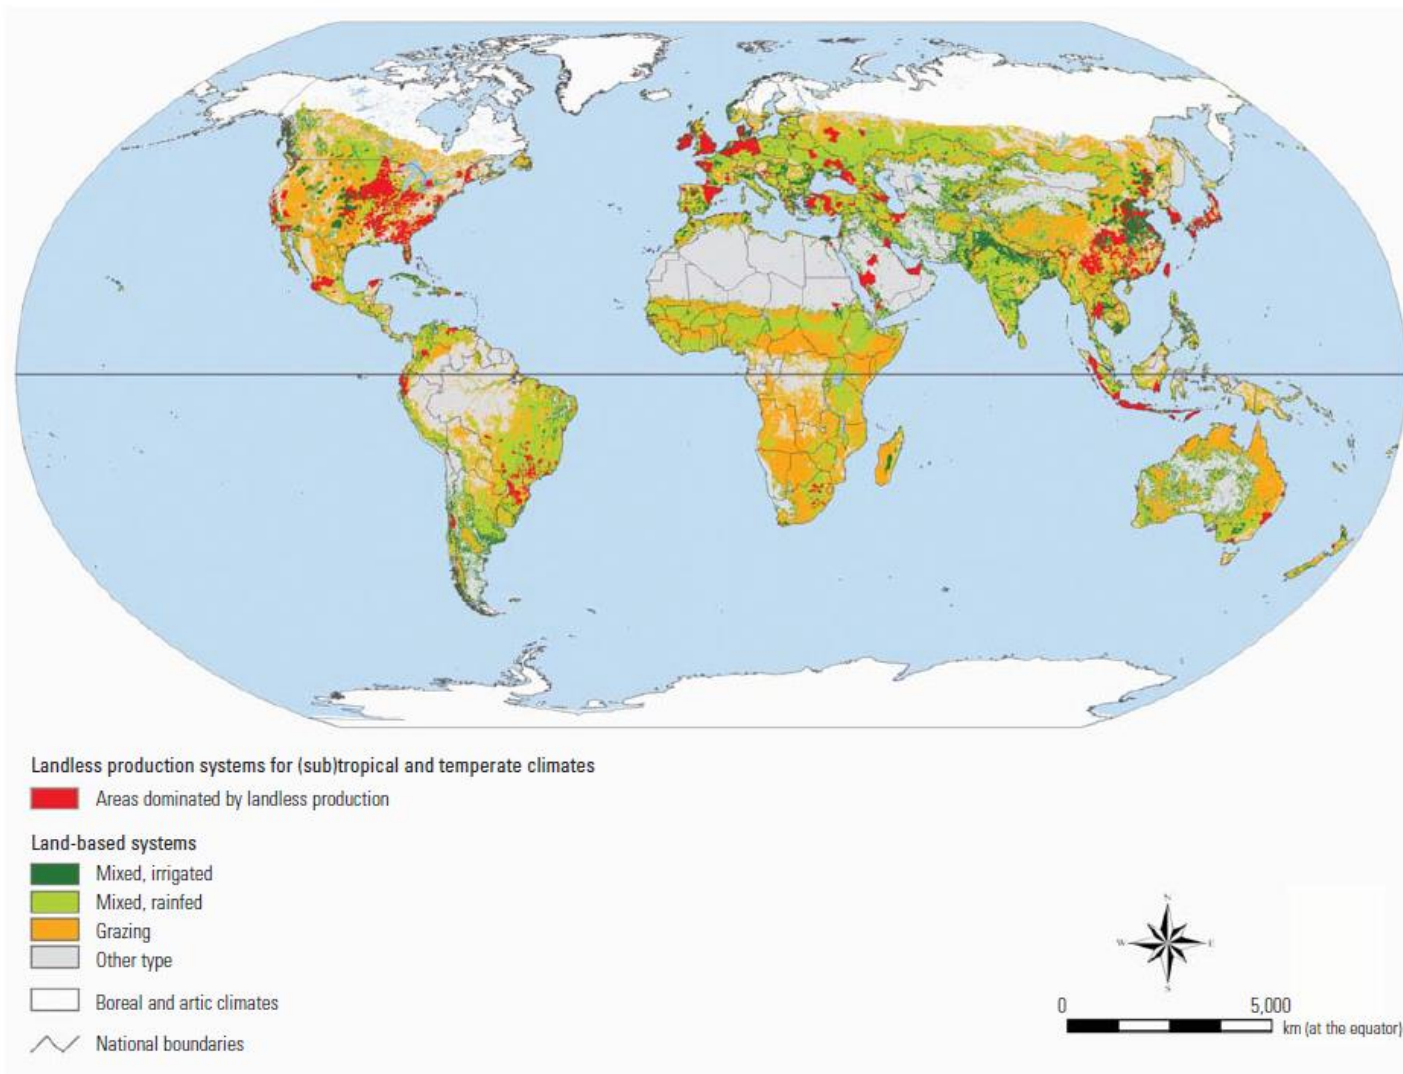 Landless production systems for (sub)tropical and temperate climates
Areas dominated by landless production
Land-based systems
Mixed, irrigated
Mixed, rainfed
Grazing
Other type
Boreal and artic climates
National boundaries
N
W E
S
0 5,000
km (at the equator)